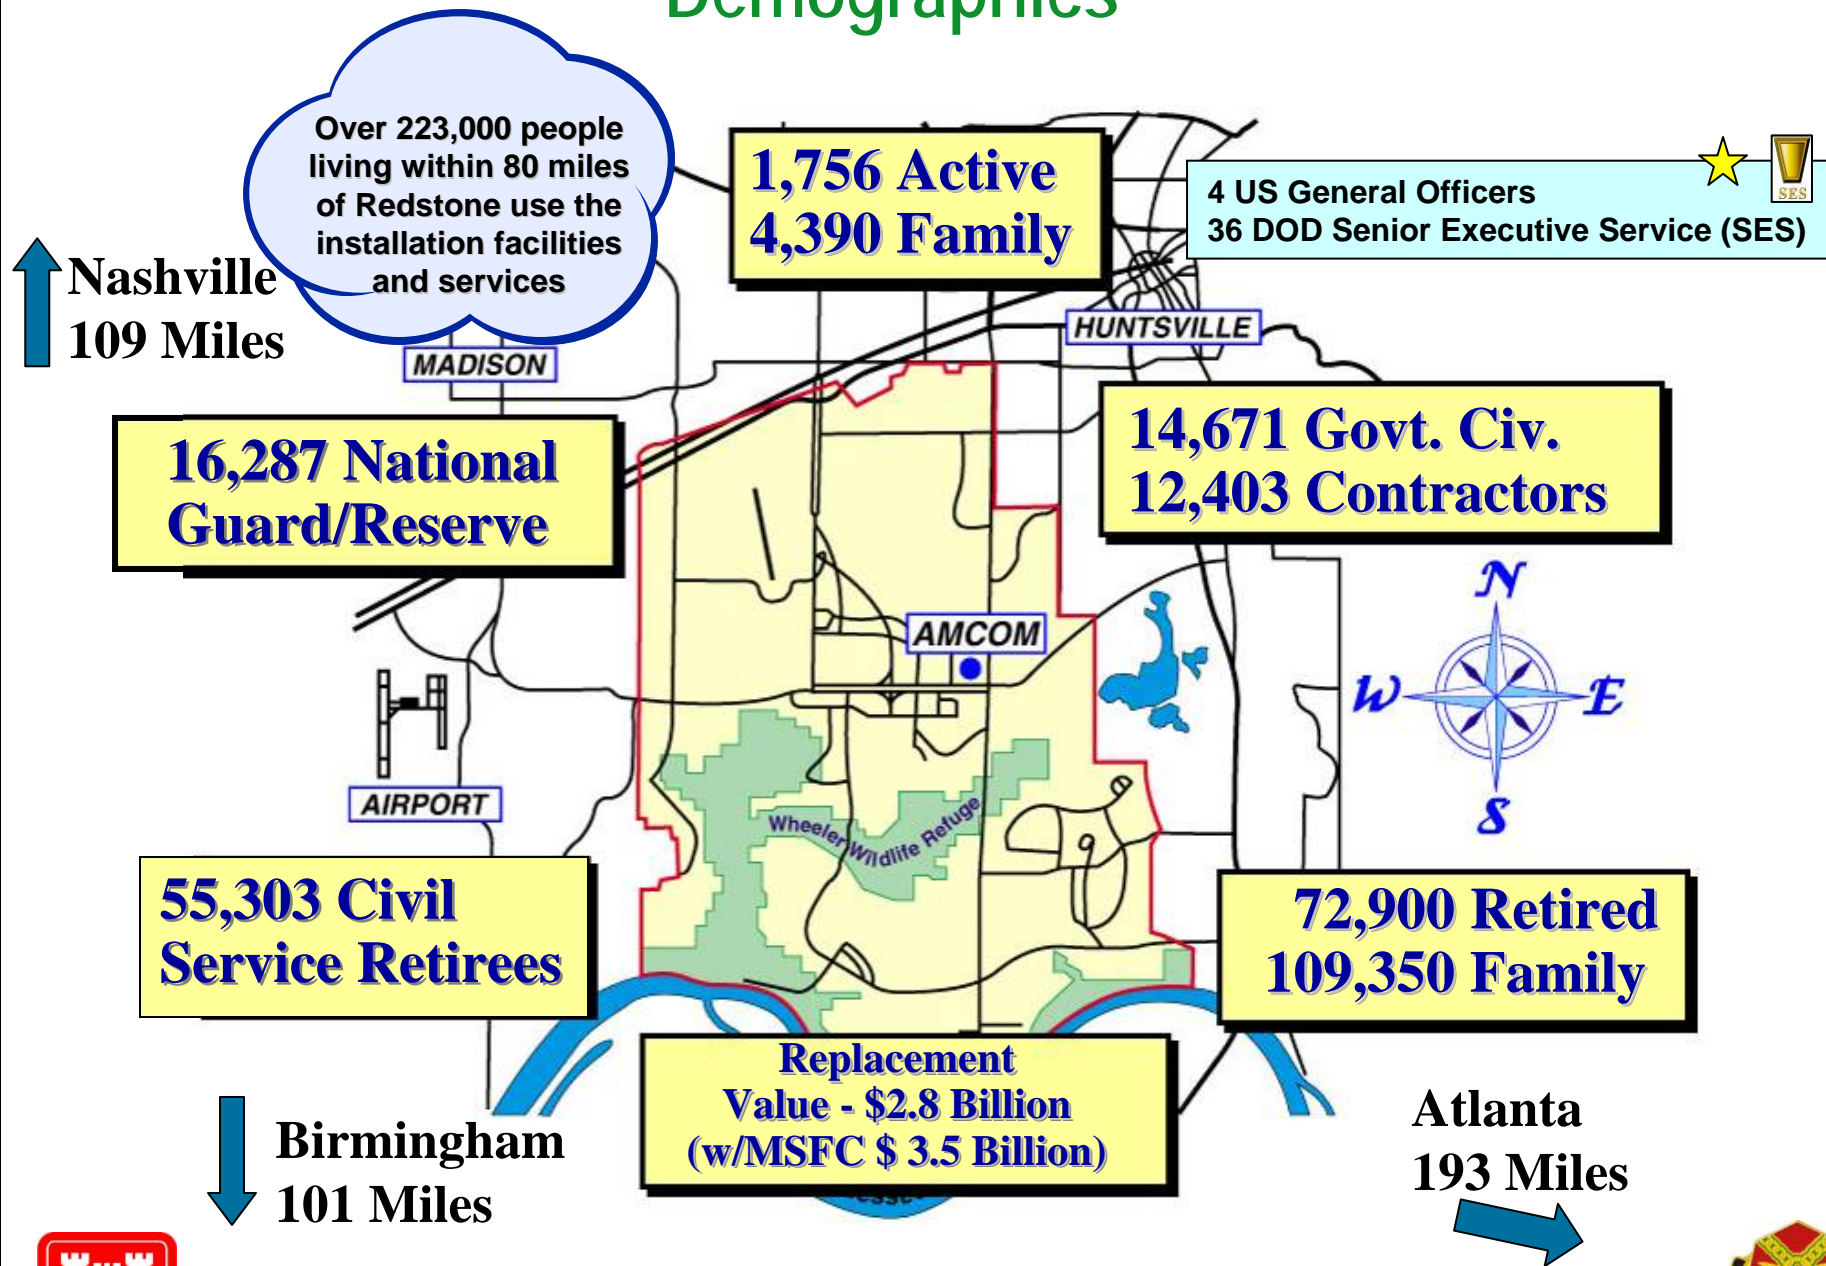 Demographics
Over 223,000 people
living within 80 miles
of Redstone use the
installation facilities
and services
1,756 Active
4,390 Family
4 US General Officers
36 DOD Senior Executive Service (SES)
SES
Nashville
109 Miles
MADISON
HUNTSVILLE
16,287 National
Guard/Reserve
14,671 Govt. Civ.
12,403 Contractors
AMCOM
N
W
E
S
AIRPORT
Wheeler Wildlife Refuge
55,303 Civil
Service Retirees
72,900 Retired
109,350 Family
Replacement
Value - $2.8 Billion
(w/MSFC $ 3.5 Billion)
Birmingham
101 Miles
Atlanta
193 Miles